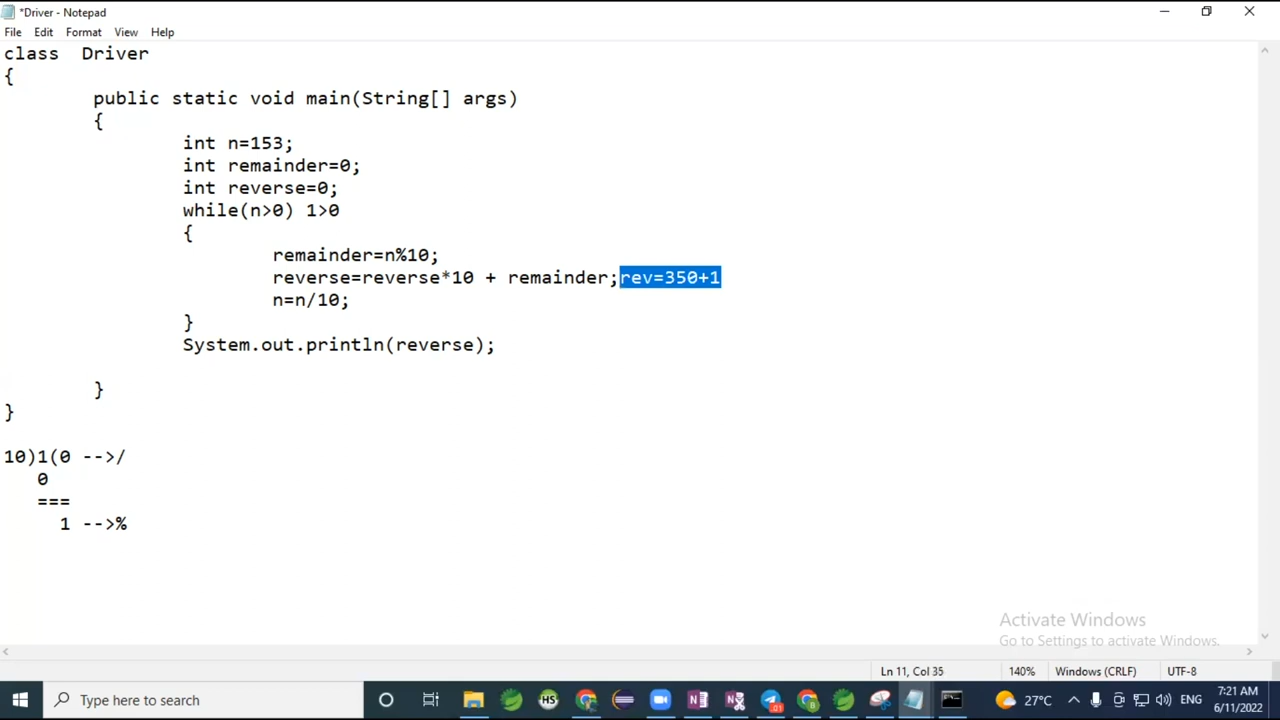 *Driver - Notepad
File Edit Format View Help
class  Driver
{
        public static void main(String[] args)
        {
                int n=153;
                int remainder=0;
                int reverse=0;
                while(n>0) 1>0
                {
                        remainder=n%10;
                        reverse=reverse*10 + remainder;rev=350+1
                        n=n/10;
                }
                System.out.println(reverse);
        }
}
10)1(0 -->/
   0
   ===
     1 -->%
Activate Windows
Go to Settings to activate Windows.
Ln 11, Col 35 140% Windows (CRLF) UTF-8
Type here to search HS 01 27°C ENG 7:21 AM
6/11/2022